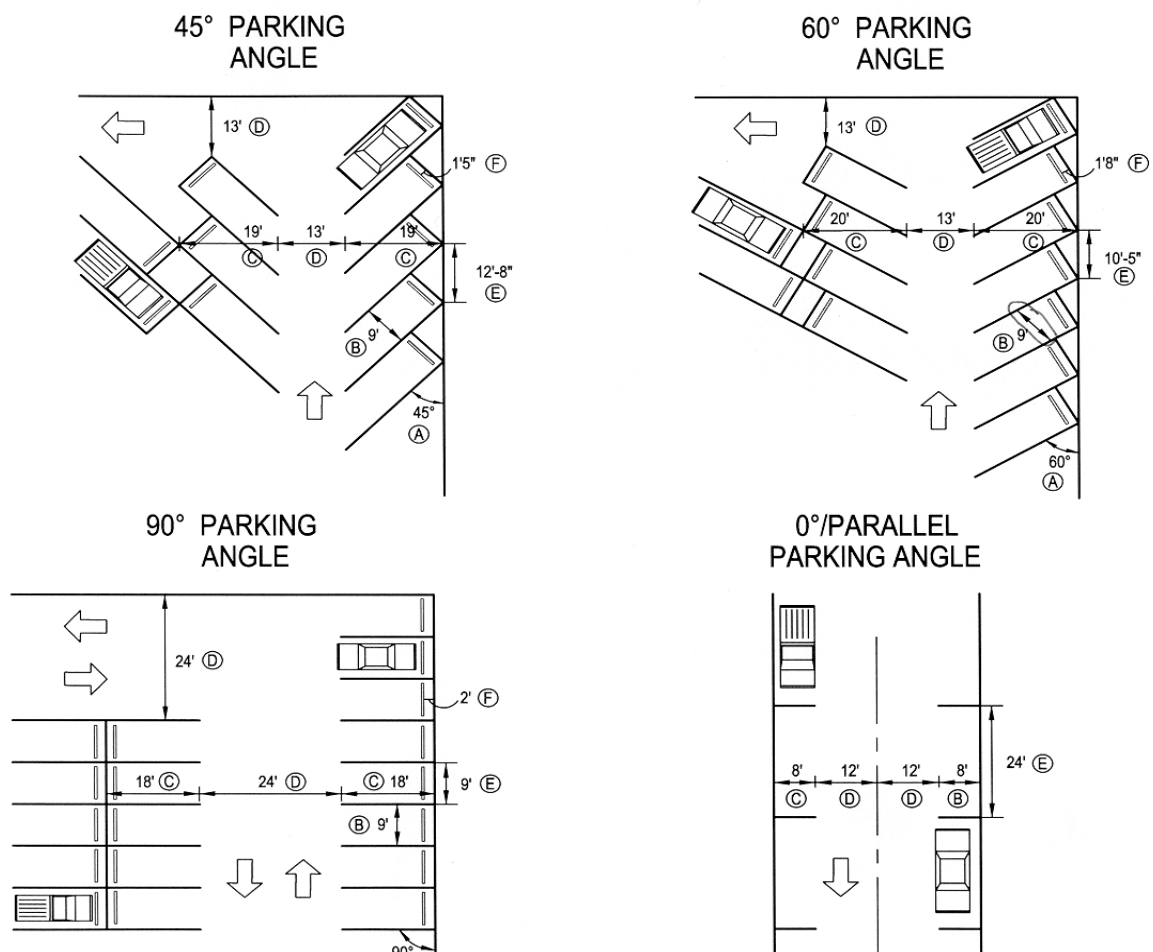 45° PARKING
ANGLE
13' D
1'5" F
19' 13' 19'
C D C
12'-8"
E
B 9'
45°
A
60° PARKING
ANGLE
13' D
1'8" F
20' 13' 20'
C D C
10'-5"
E
B 9'
60°
A
90° PARKING
ANGLE
24' D
2' F
18' C 24' D C 18' 9' E
B 9'
90°
0°/PARALLEL
PARKING ANGLE
24' E
8' 12' 12' 8'
C D D B